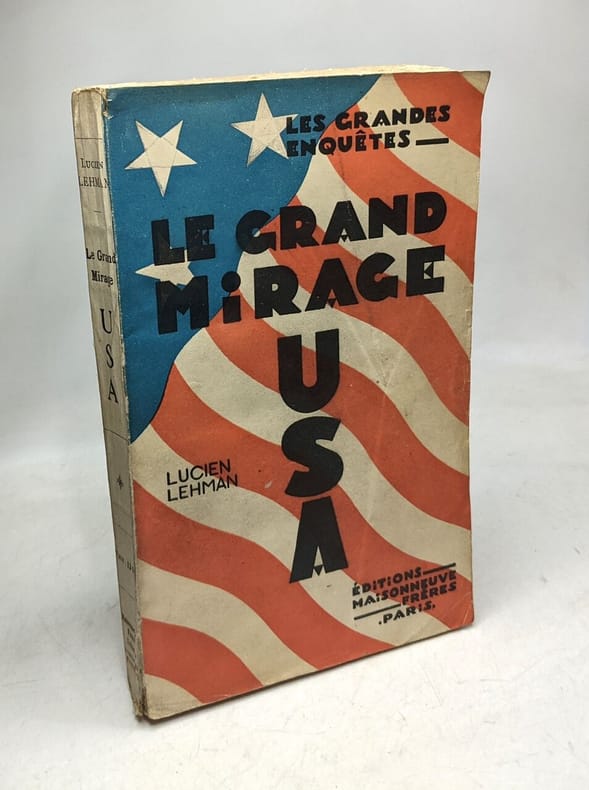 LUCIEN
LEHMAN
Le Grand
Mirage
U
S
A
LES GRANDES
ENQUÊTES
LE GRAND
MiRAGE
U
S
A
LUCIEN
LEHMAN
ÉDITIONS
MAISONNEUVE
FRÈRES
.PARIS.